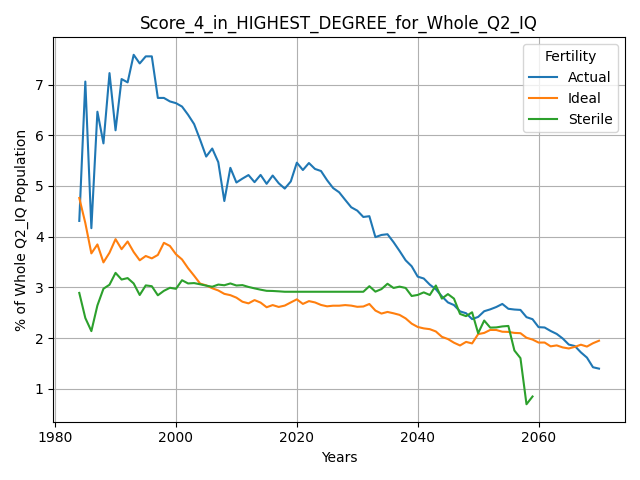 Score_4_in_HIGHEST_DEGREE_for_Whole_Q2_IQ
% of Whole Q2_IQ Population
7
6
5
4
3
2
1
Fertility
Actual
Ideal
Sterile
1980
2000
2020
2040
2060
Years